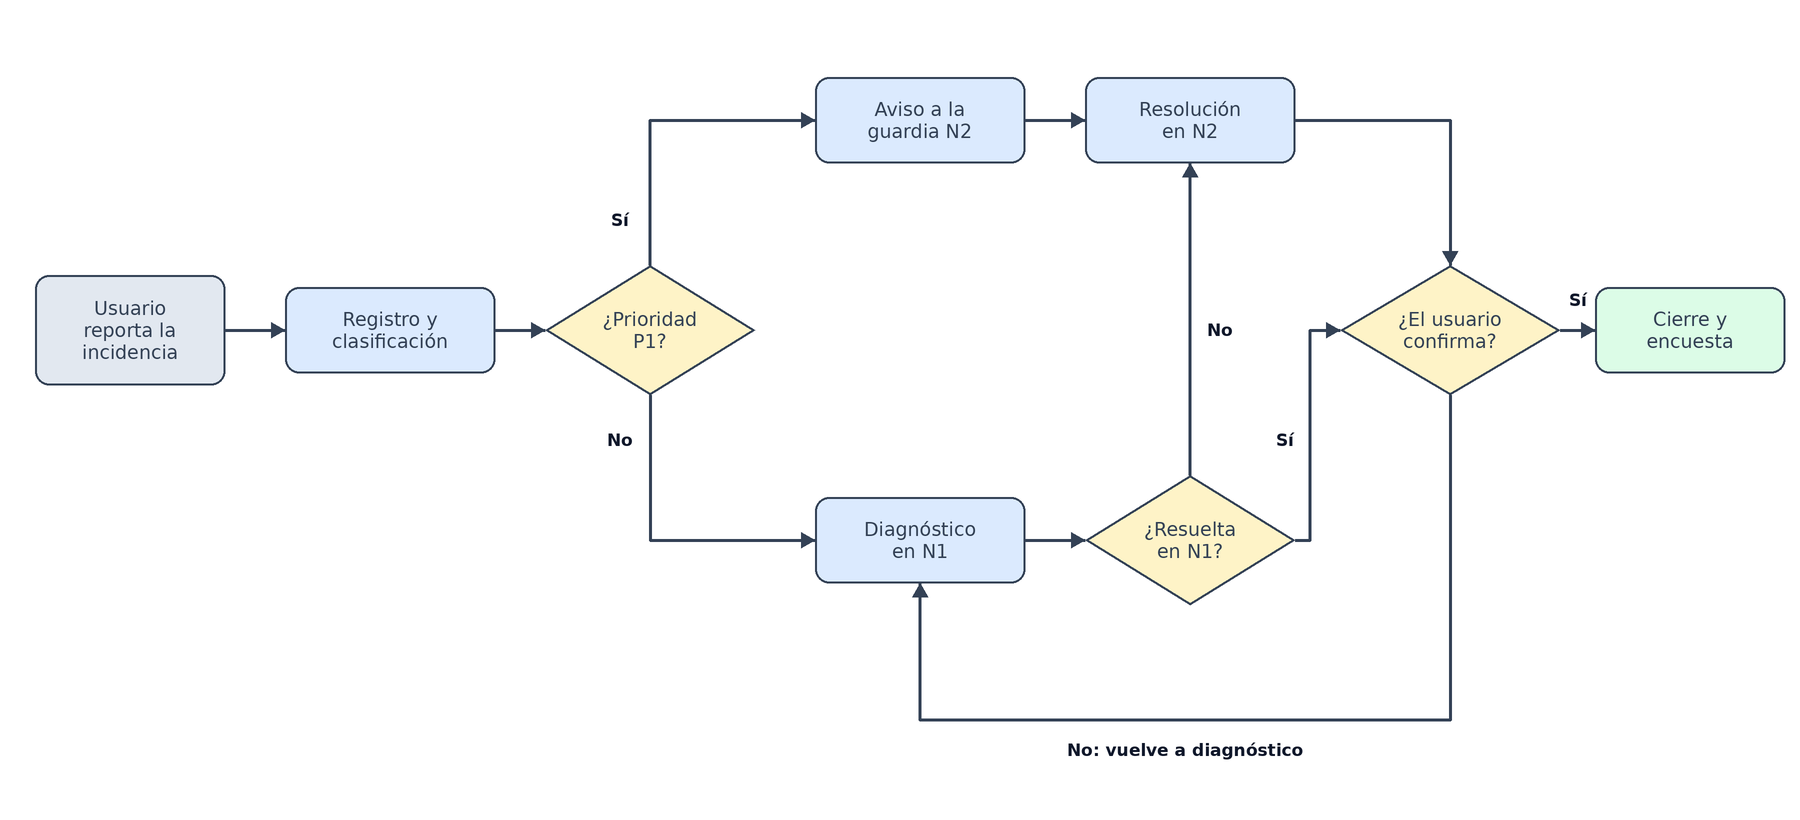 Usuario
reporta la
incidencia
Registro y
clasificación
¿Prioridad
P1?
Sí
Aviso a la
guardia N2
Resolución
en N2
No
Diagnóstico
en N1
¿Resuelta
en N1?
No
Sí
¿El usuario
confirma?
Sí
Cierre y
encuesta
No: vuelve a diagnóstico